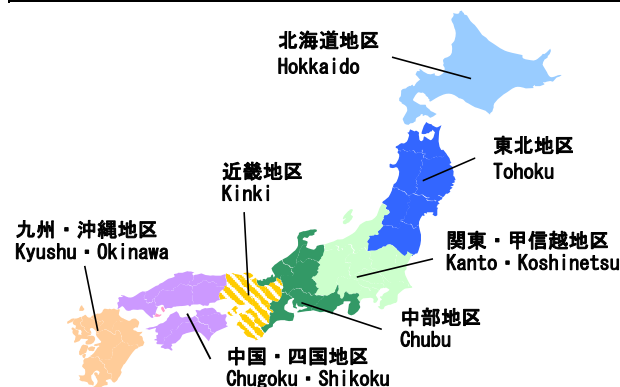 北海道地区
Hokkaido
東北地区
Tohoku
近畿地区
Kinki
九州・沖縄地区
Kyushu・Okinawa
関東・甲信越地区
Kanto・Koshinetsu
中部地区
Chubu
中国・四国地区
Chugoku・Shikoku